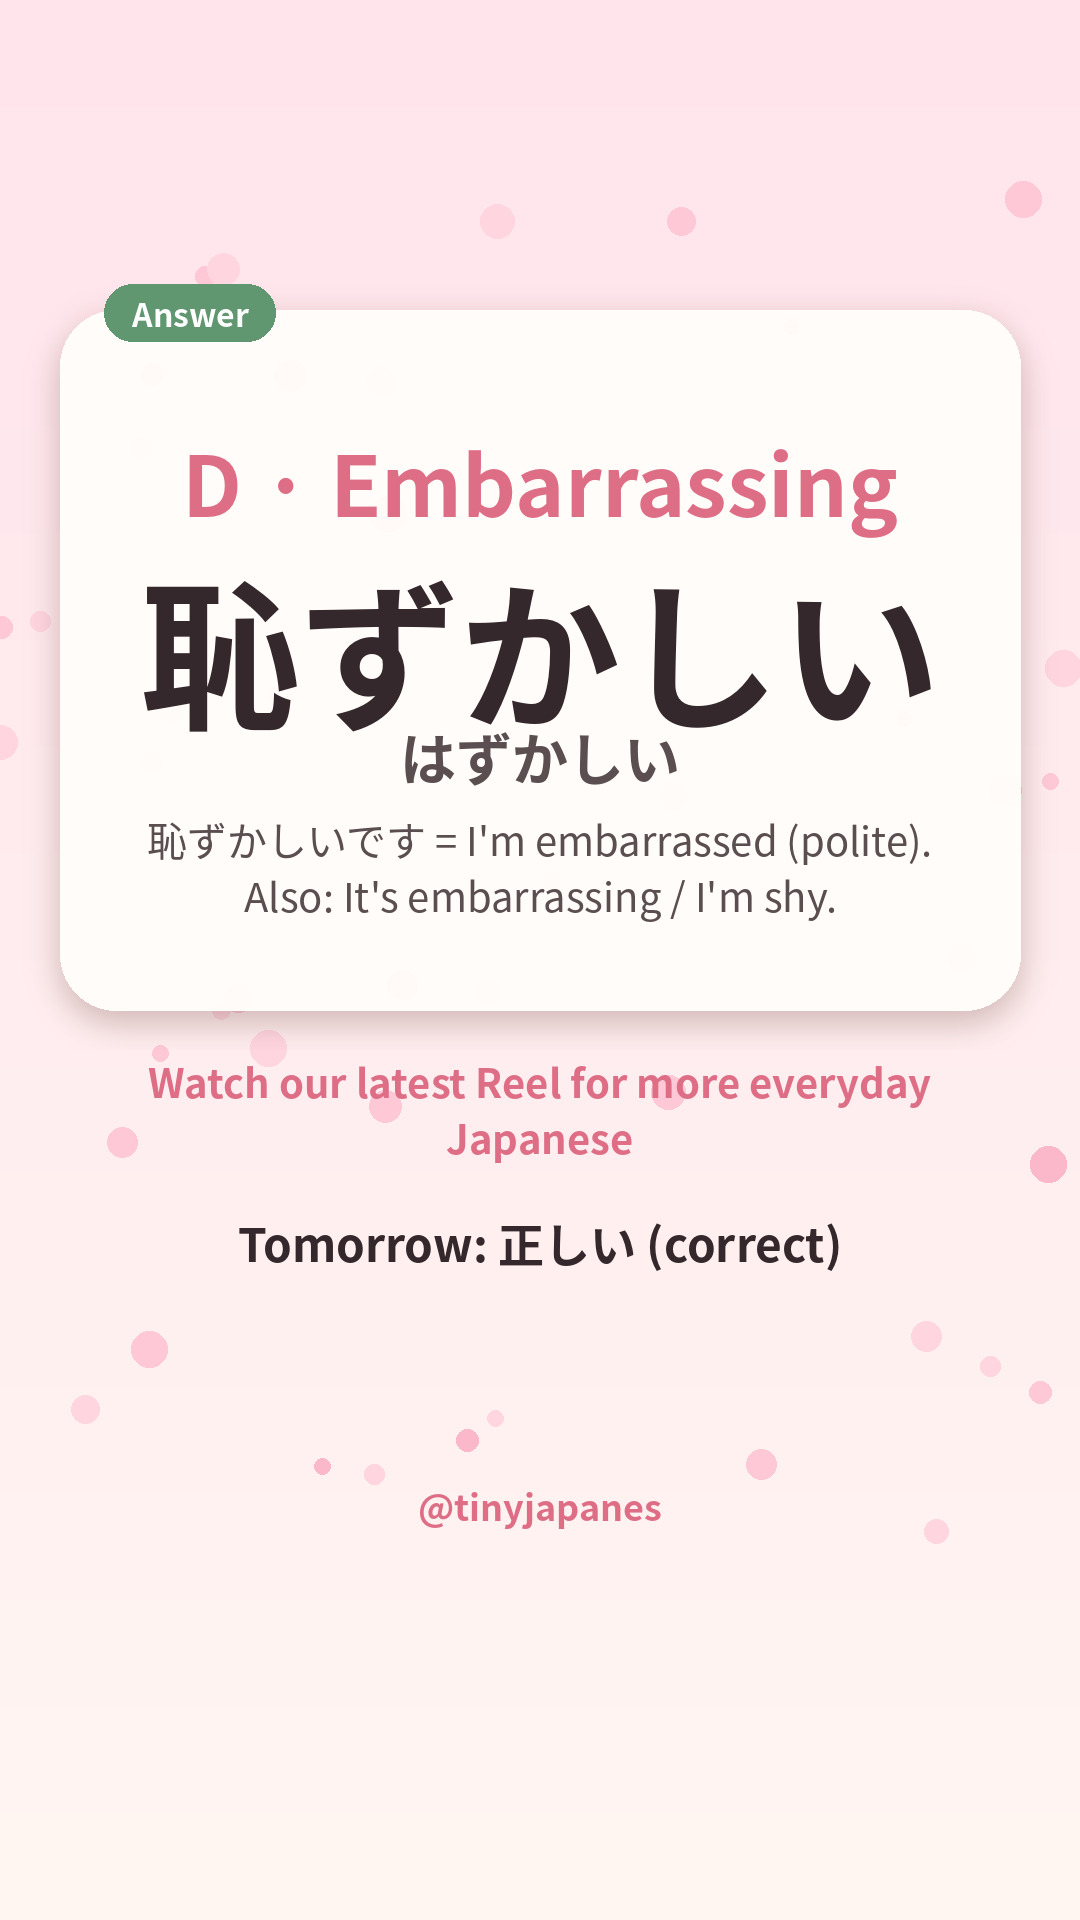 Answer
D · Embarrassing
恥ずかしい
はずかしい
恥ずかしいです = I'm embarrassed (polite).
Also: It's embarrassing / I'm shy.
Watch our latest Reel for more everyday
Japanese
Tomorrow: 正しい (correct)
@tinyjapanes